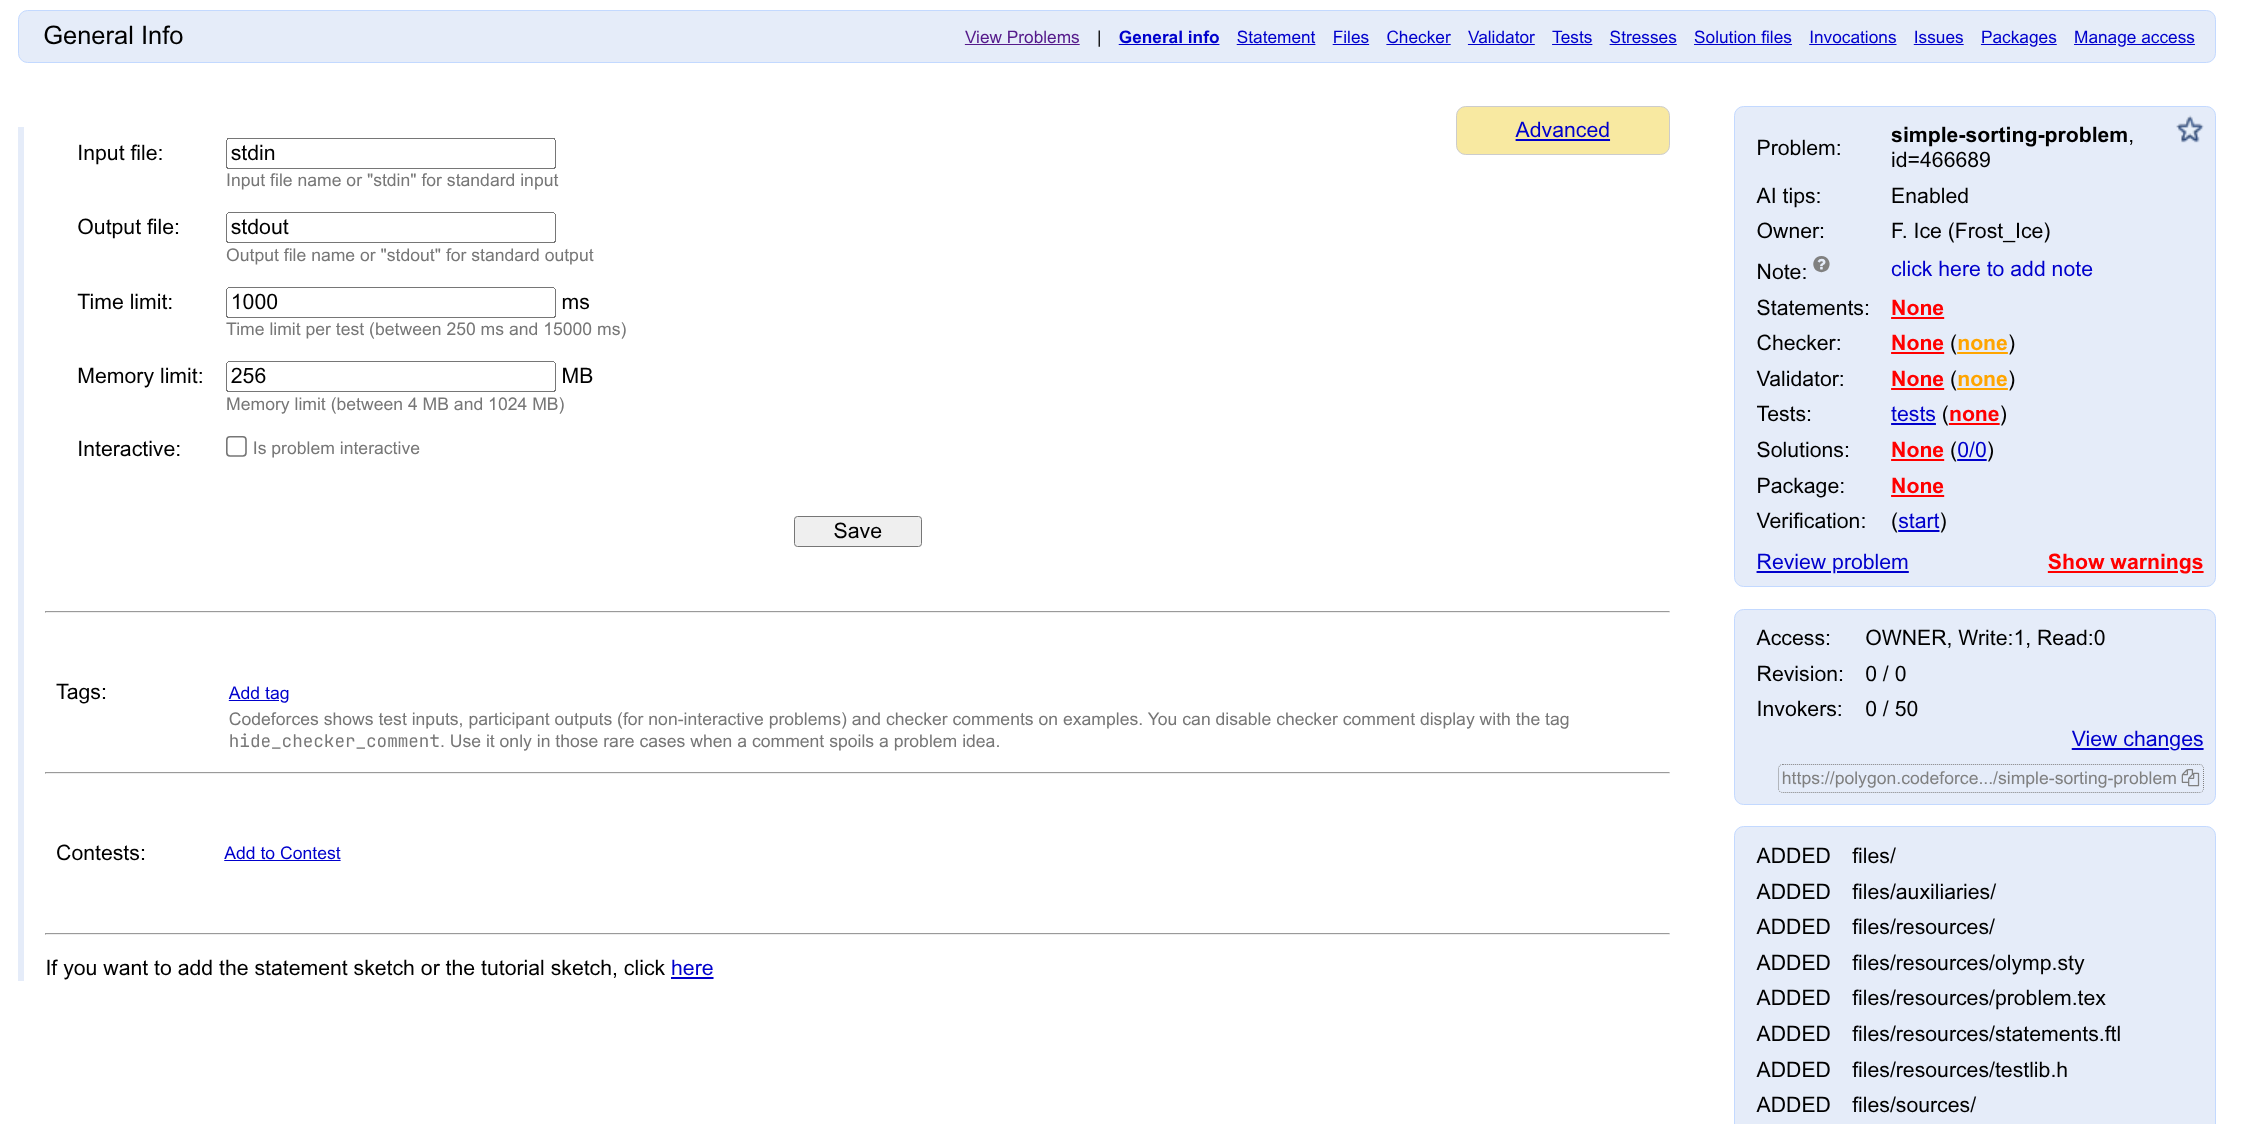 General Info
View Problems | General info Statement Files Checker Validator Tests Stresses Solution files Invocations Issues Packages Manage access
Advanced
Input file: stdin
Input file name or "stdin" for standard input
Output file: stdout
Output file name or "stdout" for standard output
Time limit: 1000 ms
Time limit per test (between 250 ms and 15000 ms)
Memory limit: 256 MB
Memory limit (between 4 MB and 1024 MB)
Interactive: Is problem interactive
Save
Tags: Add tag
Codeforces shows test inputs, participant outputs (for non-interactive problems) and checker comments on examples. You can disable checker comment display with the tag
hide_checker_comment. Use it only in those rare cases when a comment spoils a problem idea.
Contests: Add to Contest
If you want to add the statement sketch or the tutorial sketch, click here
Problem: simple-sorting-problem,
id=466689
AI tips: Enabled
Owner: F. Ice (Frost_Ice)
Note: ? click here to add note
Statements: None
Checker: None (none)
Validator: None (none)
Tests: tests (none)
Solutions: None (0/0)
Package: None
Verification: (start)
Review problem Show warnings
Access: OWNER, Write:1, Read:0
Revision: 0 / 0
Invokers: 0 / 50
View changes
https://polygon.codeforce.../simple-sorting-problem
ADDED files/
ADDED files/auxiliaries/
ADDED files/resources/
ADDED files/resources/olymp.sty
ADDED files/resources/problem.tex
ADDED files/resources/statements.ftl
ADDED files/resources/testlib.h
ADDED files/sources/